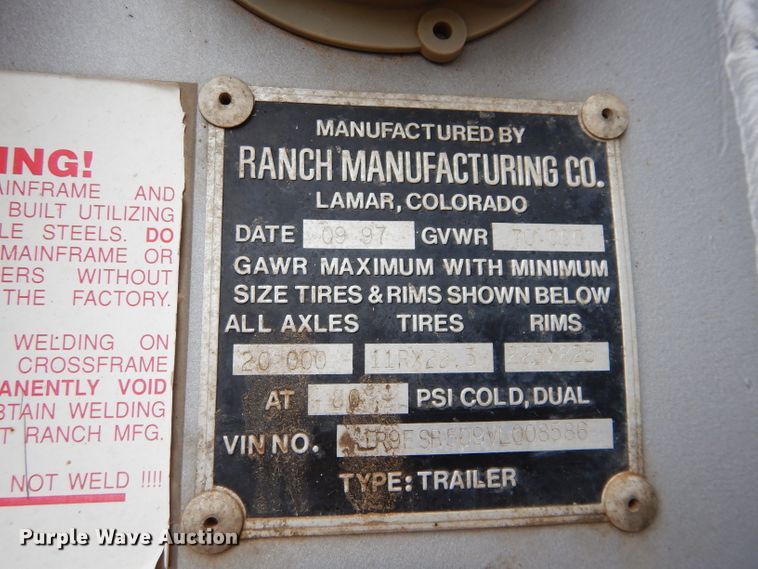 ING!
AINFRAME AND
BUILT UTILIZING
LE STEELS. DO
MAINFRAME OR
ERS WITHOUT
THE FACTORY.
WELDING ON
CROSSFRAME
ANENTLY VOID
BTAIN WELDING
T RANCH MFG.
NOT WELD !!!!
MANUFACTURED BY
RANCH MANUFACTURING CO.
LAMAR, COLORADO
DATE 09 97 GVWR 70 000
GAWR MAXIMUM WITH MINIMUM
SIZE TIRES & RIMS SHOWN BELOW
ALL AXLES TIRES RIMS
20 000
AT PSI COLD, DUAL
VIN NO.
TYPE: TRAILER
Purple Wave Auction